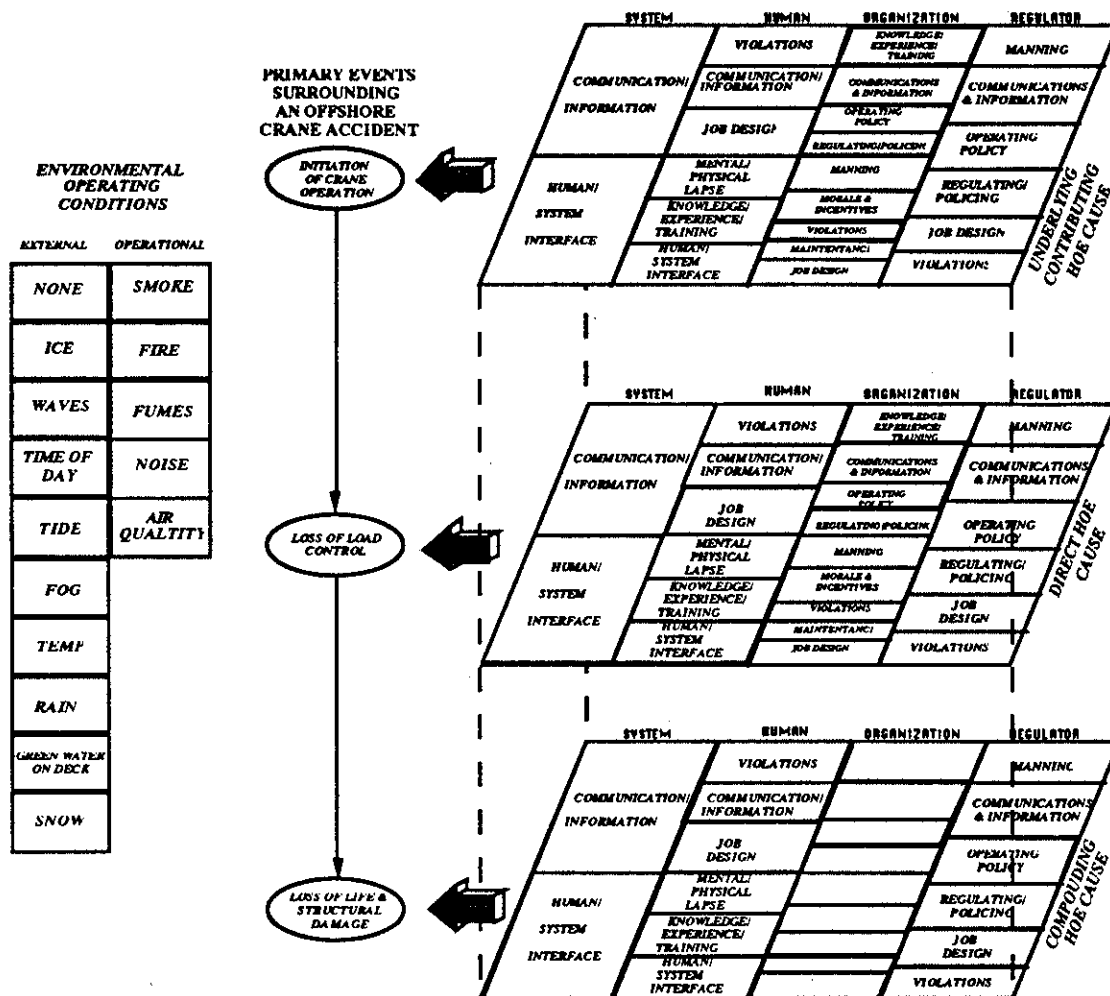 PRIMARY EVENTS
SURROUNDING
AN OFFSHORE
CRANE ACCIDENT
INITIATION
OF CRANE
OPERATION
LOSS OF LOAD
CONTROL
LOSS OF LIFE &
STRUCTURAL
DAMAGE
ENVIRONMENTAL
OPERATING
CONDITIONS
EXTERNAL OPERATIONAL
NONE SMOKE
ICE FIRE
WAVES FUMES
TIME OF
DAY
NOISE
TIDE
AIR
QUALTITY
FOG
TEMP
RAIN
GREEN WATER
ON DECK
SNOW
SYSTEM HUMAN ORGANIZATION REGULATOR
COMMUNICATION/
INFORMATION
HUMAN/
SYSTEM
INTERFACE
VIOLATIONS
COMMUNICATION/
INFORMATION
JOB DESIGN
MENTAL/
PHYSICAL
LAPSE
KNOWLEDGE/
EXPERIENCE/
TRAINING
HUMAN/
SYSTEM
INTERFACE
KNOWLEDGE/
EXPERIENCE/
TRAINING
COMMUNICATIONS
& INFORMATION
OPERATING
POLICY
REGULATING/POLICING
MANNING
MORALE &
INCENTIVES
VIOLATIONS
MAINTENTANCE
JOB DESIGN
MANNING
COMMUNICATIONS
& INFORMATION
OPERATING
POLICY
REGULATING/
POLICING
JOB DESIGN
VIOLATIONS
UNDERLYING
CONTRIBUTING
HOE CAUSE
SYSTEM HUMAN ORGANIZATION REGULATOR
COMMUNICATION/
INFORMATION
HUMAN/
SYSTEM
INTERFACE
VIOLATIONS
COMMUNICATION/
INFORMATION
JOB
DESIGN
MENTAL/
PHYSICAL
LAPSE
KNOWLEDGE/
EXPERIENCE/
TRAINING
HUMAN/
SYSTEM
INTERFACE
KNOWLEDGE/
EXPERIENCE/
TRAINING
COMMUNICATIONS
& INFORMATION
OPERATING
POLICY
REGULATING/POLICING
MANNING
MORALE &
INCENTIVES
VIOLATIONS
MAINTENTANCE
JOB DESIGN
MANNING
COMMUNICATIONS
& INFORMATION
OPERATING
POLICY
REGULATING/
POLICING
JOB
DESIGN
VIOLATIONS
DIRECT HOE
CAUSE
SYSTEM HUMAN ORGANIZATION REGULATOR
COMMUNICATION/
INFORMATION
HUMAN/
SYSTEM
INTERFACE
VIOLATIONS
COMMUNICATION/
INFORMATION
JOB
DESIGN
MENTAL/
PHYSICAL
LAPSE
KNOWLEDGE/
EXPERIENCE/
TRAINING
HUMAN/
SYSTEM
INTERFACE
MANNING
COMMUNICATIONS
& INFORMATION
OPERATING
POLICY
REGULATING/
POLICING
JOB
DESIGN
VIOLATIONS
COMPOUDING
HOE CAUSE